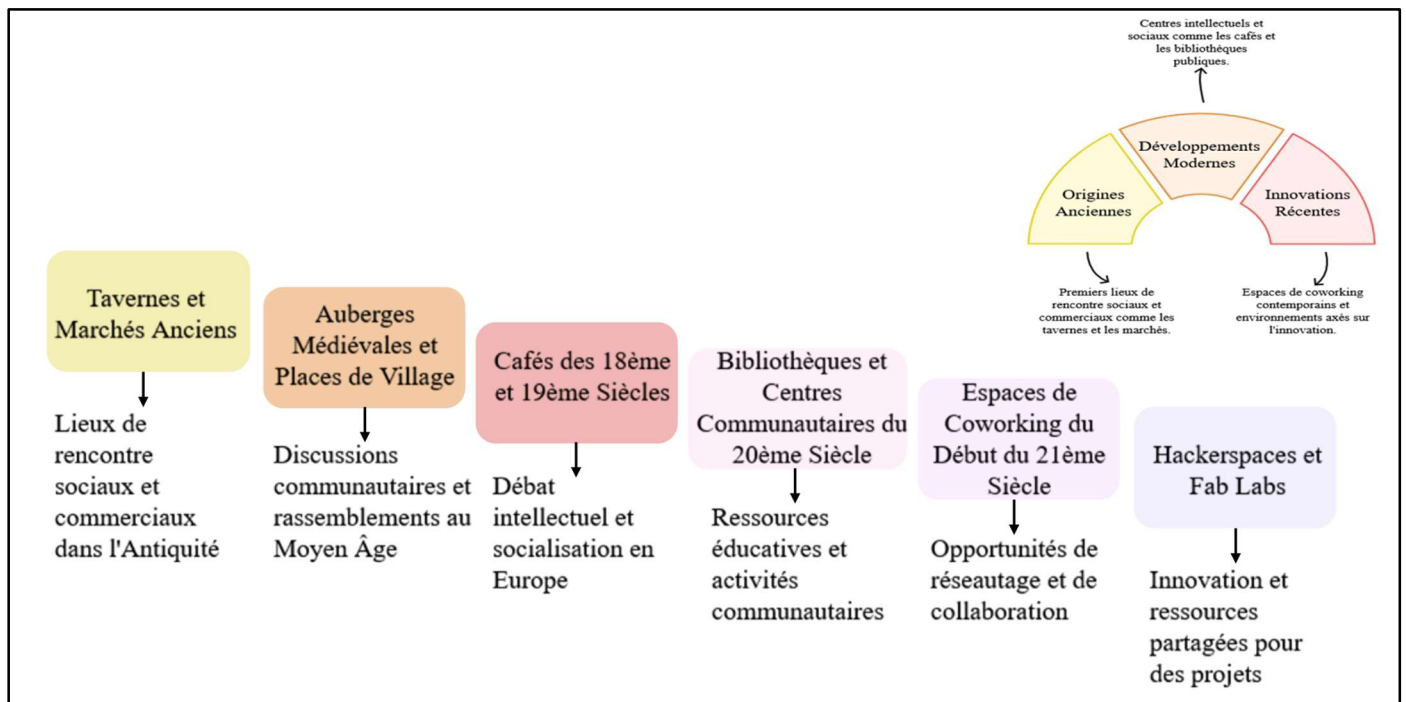 Centres intellectuels et
sociaux comme les cafés et
les bibliothèques
publiques.
Développements
Modernes
Origines
Anciennes
Innovations
Récentes
Premiers lieux de
rencontre sociaux et
commerciaux comme les
tavernes et les marchés.
Espaces de coworking
contemporains et
environnements axés sur
l'innovation.
Tavernes et
Marchés Anciens
Lieux de
rencontre
sociaux et
commerciaux
dans l'Antiquité
Auberges
Médiévales et
Places de Village
Discussions
communautaires et
rassemblements au
Moyen Âge
Cafés des 18ème
et 19ème Siècles
Débat
intellectuel et
socialisation en
Europe
Bibliothèques et
Centres
Communautaires du
20ème Siècle
Ressources
éducatives et
activités
communautaires
Espaces de
Coworking du
Début du 21ème
Siècle
Opportunités de
réseautage et de
collaboration
Hackerspaces et
Fab Labs
Innovation et
ressources
partagées pour
des projets